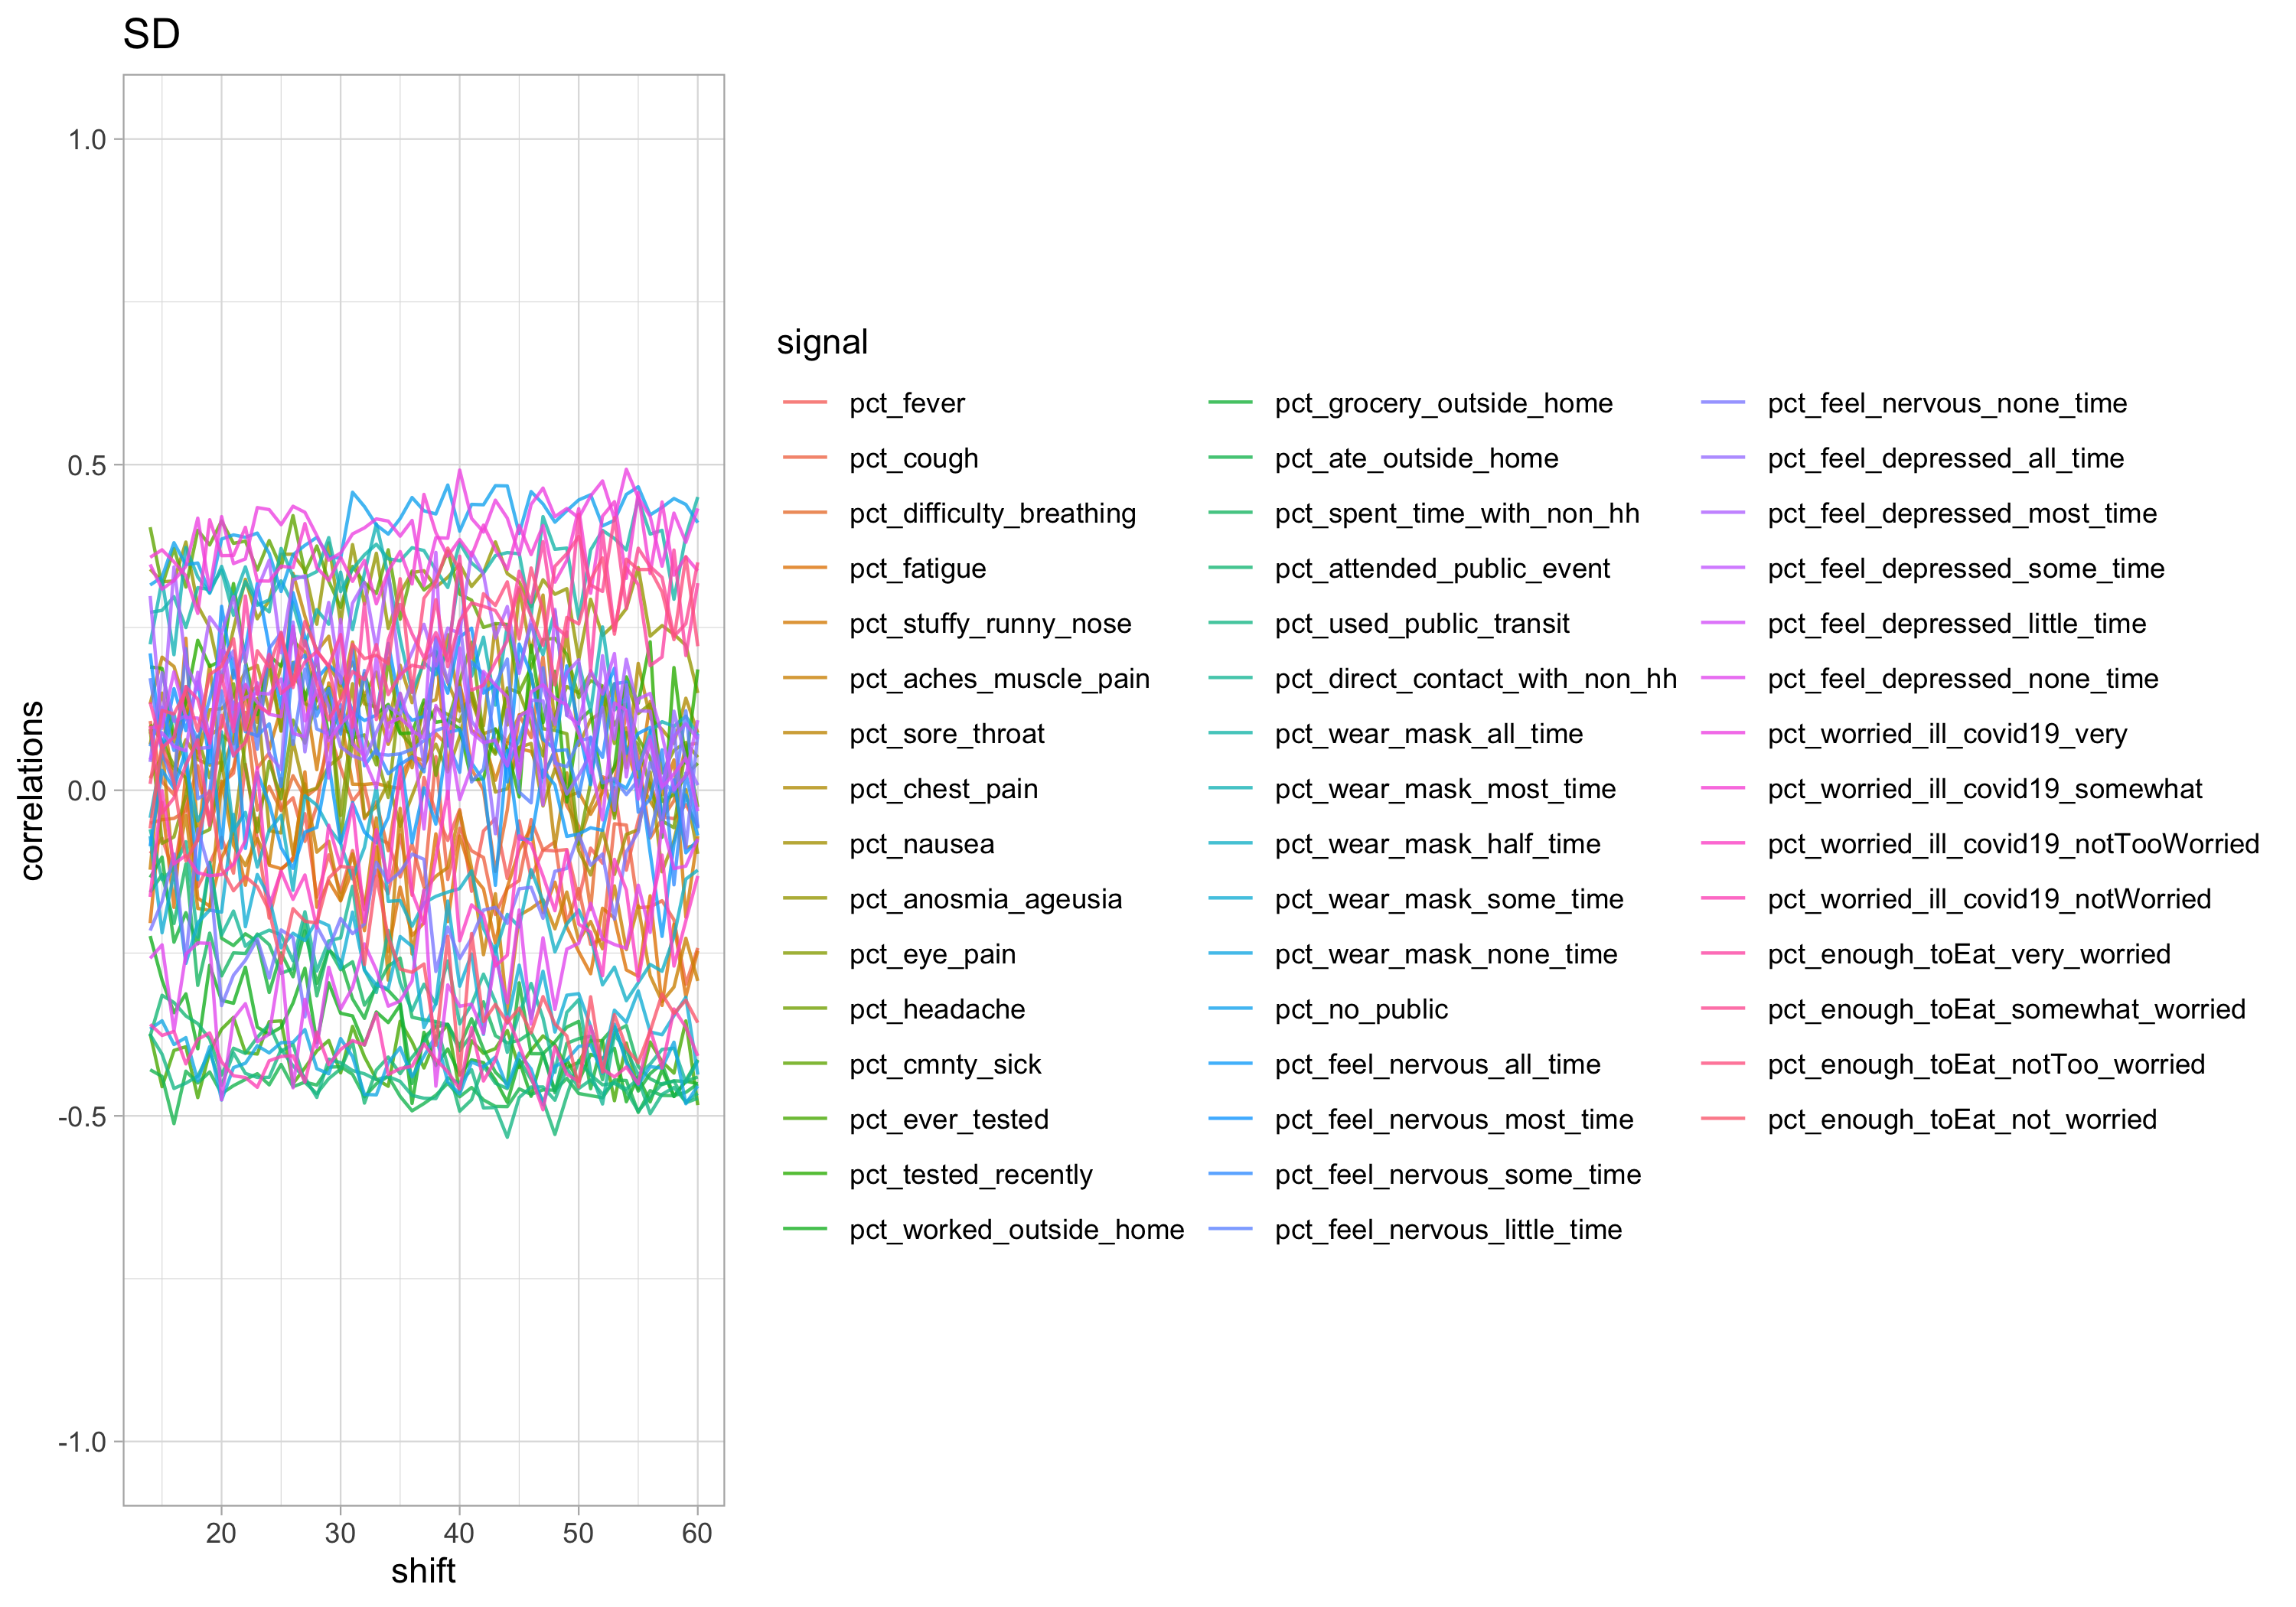 SD
1.0
0.5
0.0
-0.5
-1.0
correlations
20 30 40 50 60
shift
signal
pct_fever
pct_cough
pct_difficulty_breathing
pct_fatigue
pct_stuffy_runny_nose
pct_aches_muscle_pain
pct_sore_throat
pct_chest_pain
pct_nausea
pct_anosmia_ageusia
pct_eye_pain
pct_headache
pct_cmnty_sick
pct_ever_tested
pct_tested_recently
pct_worked_outside_home
pct_grocery_outside_home
pct_ate_outside_home
pct_spent_time_with_non_hh
pct_attended_public_event
pct_used_public_transit
pct_direct_contact_with_non_hh
pct_wear_mask_all_time
pct_wear_mask_most_time
pct_wear_mask_half_time
pct_wear_mask_some_time
pct_wear_mask_none_time
pct_no_public
pct_feel_nervous_all_time
pct_feel_nervous_most_time
pct_feel_nervous_some_time
pct_feel_nervous_little_time
pct_feel_nervous_none_time
pct_feel_depressed_all_time
pct_feel_depressed_most_time
pct_feel_depressed_some_time
pct_feel_depressed_little_time
pct_feel_depressed_none_time
pct_worried_ill_covid19_very
pct_worried_ill_covid19_somewhat
pct_worried_ill_covid19_notTooWorried
pct_worried_ill_covid19_notWorried
pct_enough_toEat_very_worried
pct_enough_toEat_somewhat_worried
pct_enough_toEat_notToo_worried
pct_enough_toEat_not_worried